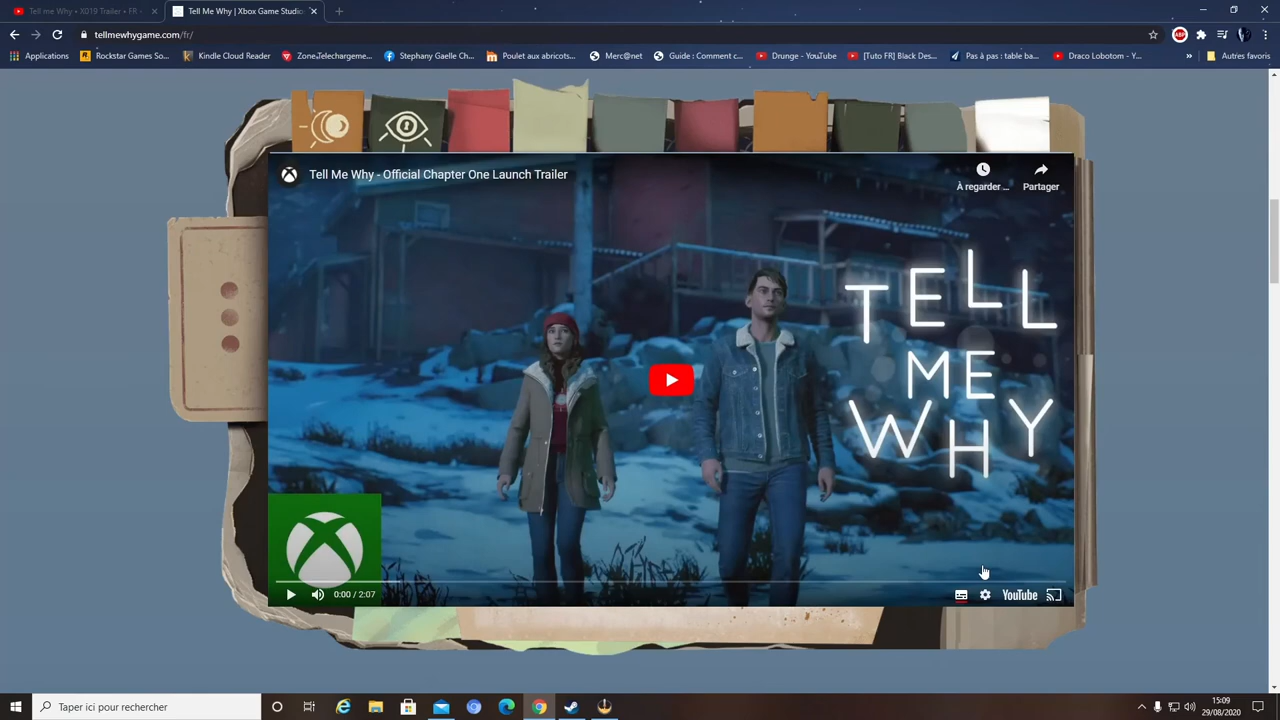 Tell me Why • X019 Trailer • FR -
Tell Me Why | Xbox Game Studio
tellmewhygame.com/fr/
ABP
Applications
Rockstar Games So...
Kindle Cloud Reader
ZoneTelechargeme...
Stephany Gaelle Ch...
Poulet aux abricots...
Merc@net
Guide : Comment c...
Drunge - YouTube
[Tuto FR] Black Des...
Pas à pas : table ba...
Draco Lobotom - Y...
»
Autres favoris
Tell Me Why - Official Chapter One Launch Trailer
À regarder ...
Partager
TELL
ME
WHY
0:00 / 2:07
YouTube
Taper ici pour rechercher
15:09
29/08/2020